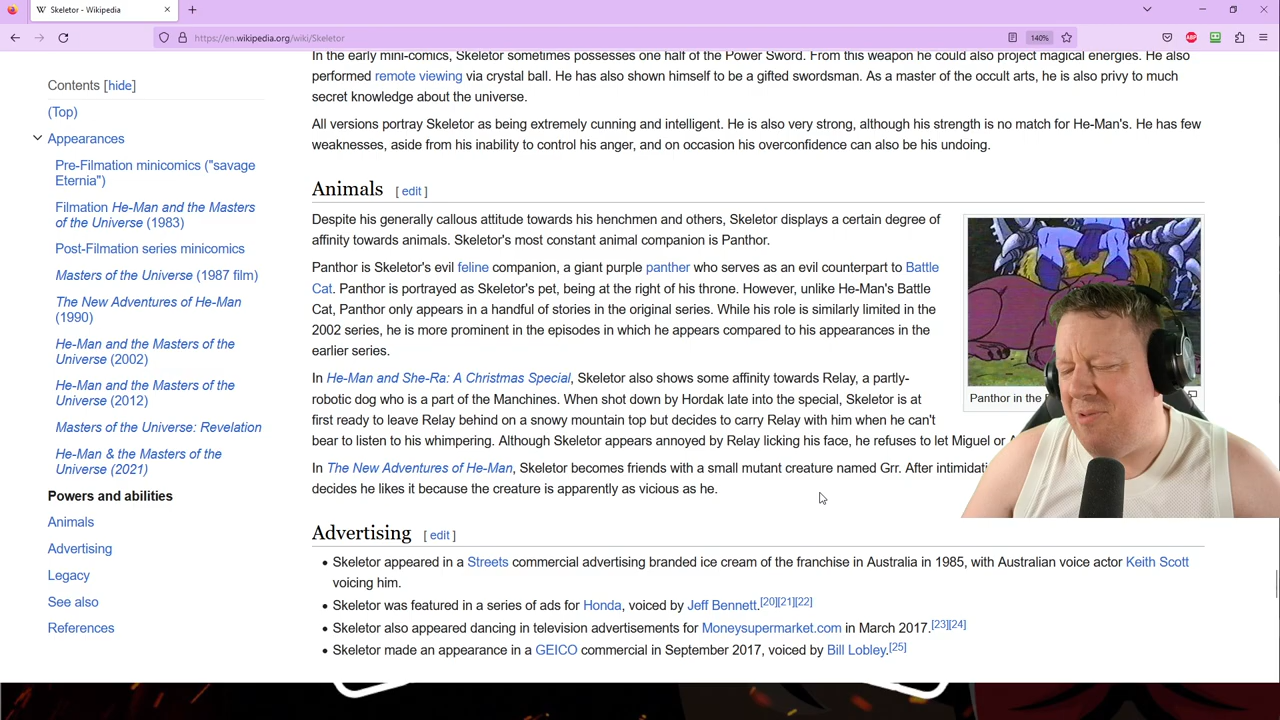 Skeletor - Wikipedia
https://en.wikipedia.org/wiki/Skeletor
140%
ABP
Contents [hide]
(Top)
Appearances
Pre-Filmation minicomics ("savage
Eternia")
Filmation He-Man and the Masters
of the Universe (1983)
Post-Filmation series minicomics
Masters of the Universe (1987 film)
The New Adventures of He-Man
(1990)
He-Man and the Masters of the
Universe (2002)
He-Man and the Masters of the
Universe (2012)
Masters of the Universe: Revelation
He-Man & the Masters of the
Universe (2021)
Powers and abilities
Animals
Advertising
Legacy
See also
References
In the early mini-comics, Skeletor sometimes possesses one half of the Power Sword. From this weapon he could also project magical energies. He also
performed remote viewing via crystal ball. He has also shown himself to be a gifted swordsman. As a master of the occult arts, he is also privy to much
secret knowledge about the universe.
All versions portray Skeletor as being extremely cunning and intelligent. He is also very strong, although his strength is no match for He-Man's. He has few
weaknesses, aside from his inability to control his anger, and on occasion his overconfidence can also be his undoing.
Animals [ edit ]
Despite his generally callous attitude towards his henchmen and others, Skeletor displays a certain degree of
affinity towards animals. Skeletor's most constant animal companion is Panthor.
Panthor is Skeletor's evil feline companion, a giant purple panther who serves as an evil counterpart to Battle
Cat. Panthor is portrayed as Skeletor's pet, being at the right of his throne. However, unlike He-Man's Battle
Cat, Panthor only appears in a handful of stories in the original series. While his role is similarly limited in the
2002 series, he is more prominent in the episodes in which he appears compared to his appearances in the
earlier series.
In He-Man and She-Ra: A Christmas Special, Skeletor also shows some affinity towards Relay, a partly-
robotic dog who is a part of the Manchines. When shot down by Hordak late into the special, Skeletor is at
first ready to leave Relay behind on a snowy mountain top but decides to carry Relay with him when he can't
bear to listen to his whimpering. Although Skeletor appears annoyed by Relay licking his face, he refuses to let Miguel or
In The New Adventures of He-Man, Skeletor becomes friends with a small mutant creature named Grr. After intimidati
decides he likes it because the creature is apparently as vicious as he.
Panthor in the
Advertising [ edit ]
• Skeletor appeared in a Streets commercial advertising branded ice cream of the franchise in Australia in 1985, with Australian voice actor Keith Scott
voicing him.
• Skeletor was featured in a series of ads for Honda, voiced by Jeff Bennett.[20][21][22]
• Skeletor also appeared dancing in television advertisements for Moneysupermarket.com in March 2017.[23][24]
• Skeletor made an appearance in a GEICO commercial in September 2017, voiced by Bill Lobley.[25]